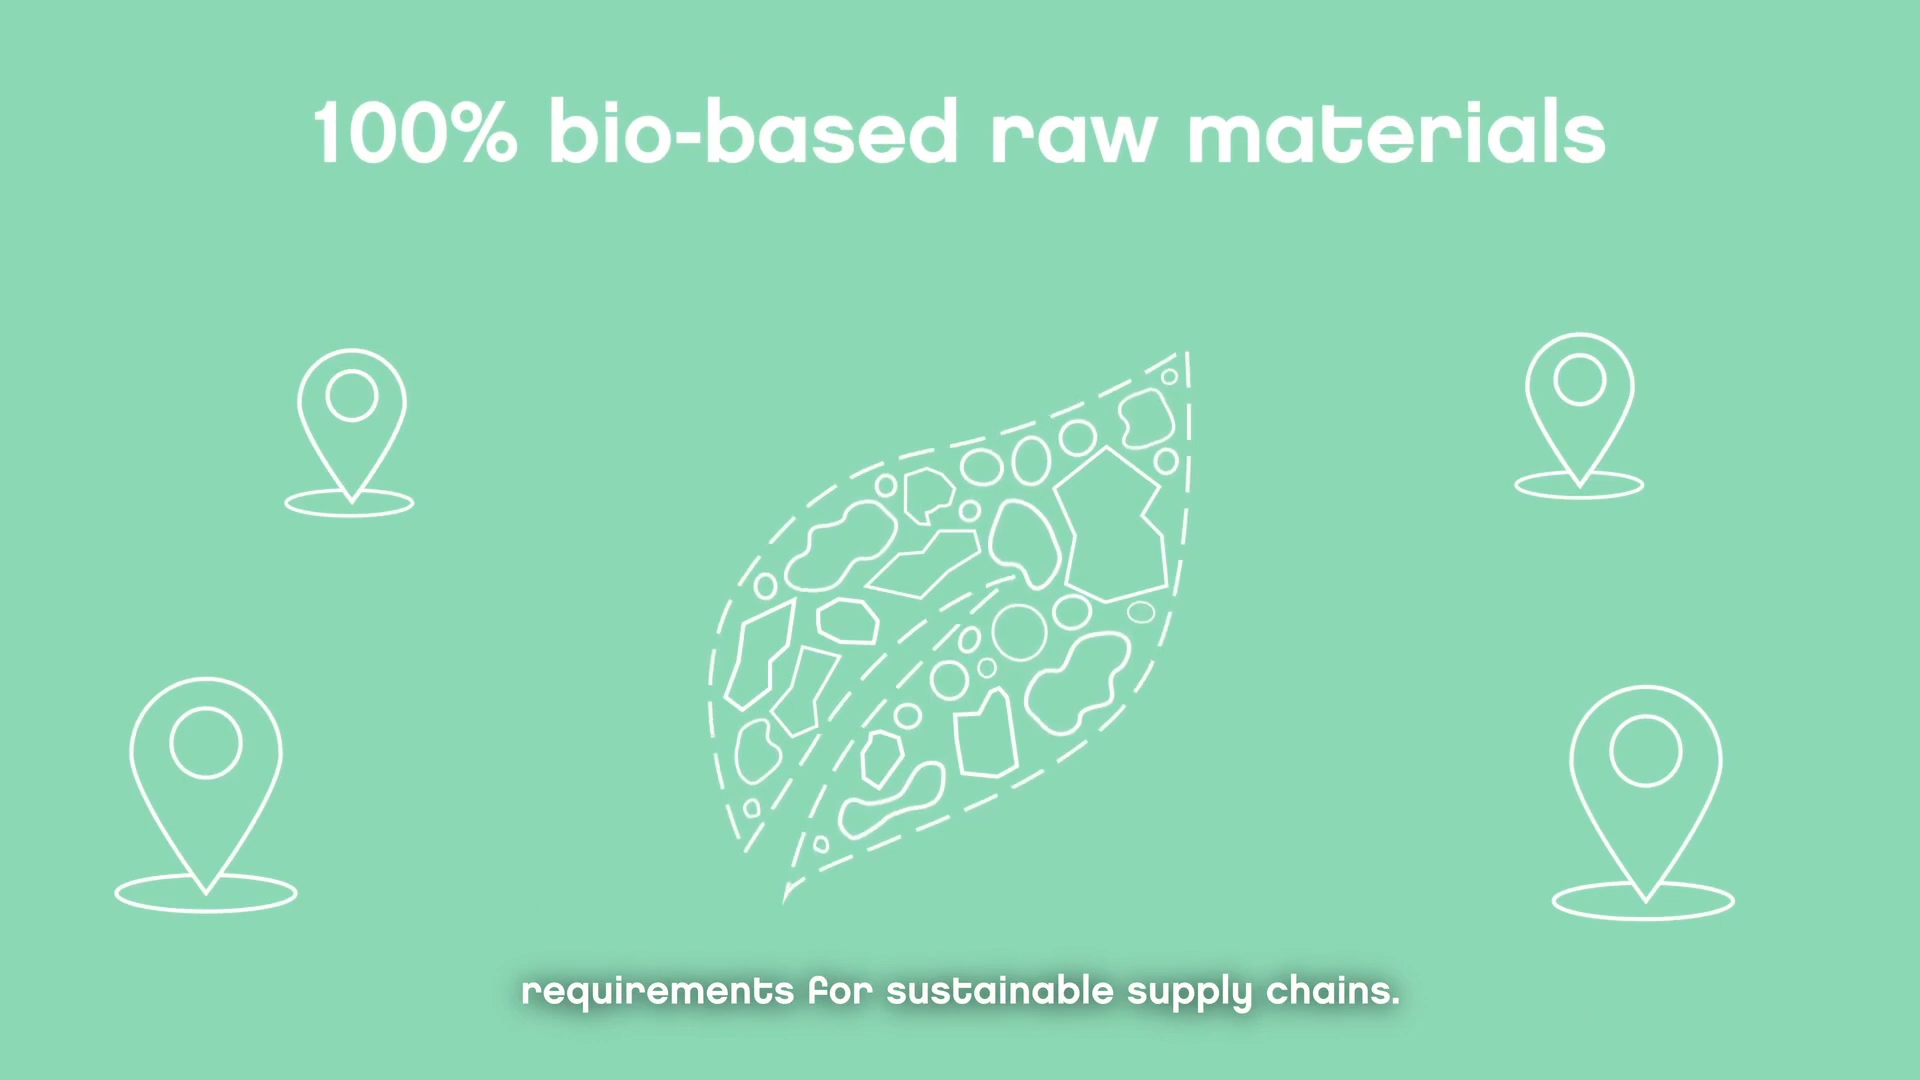 100% bio-based raw materials
requirements for sustainable supply chains.